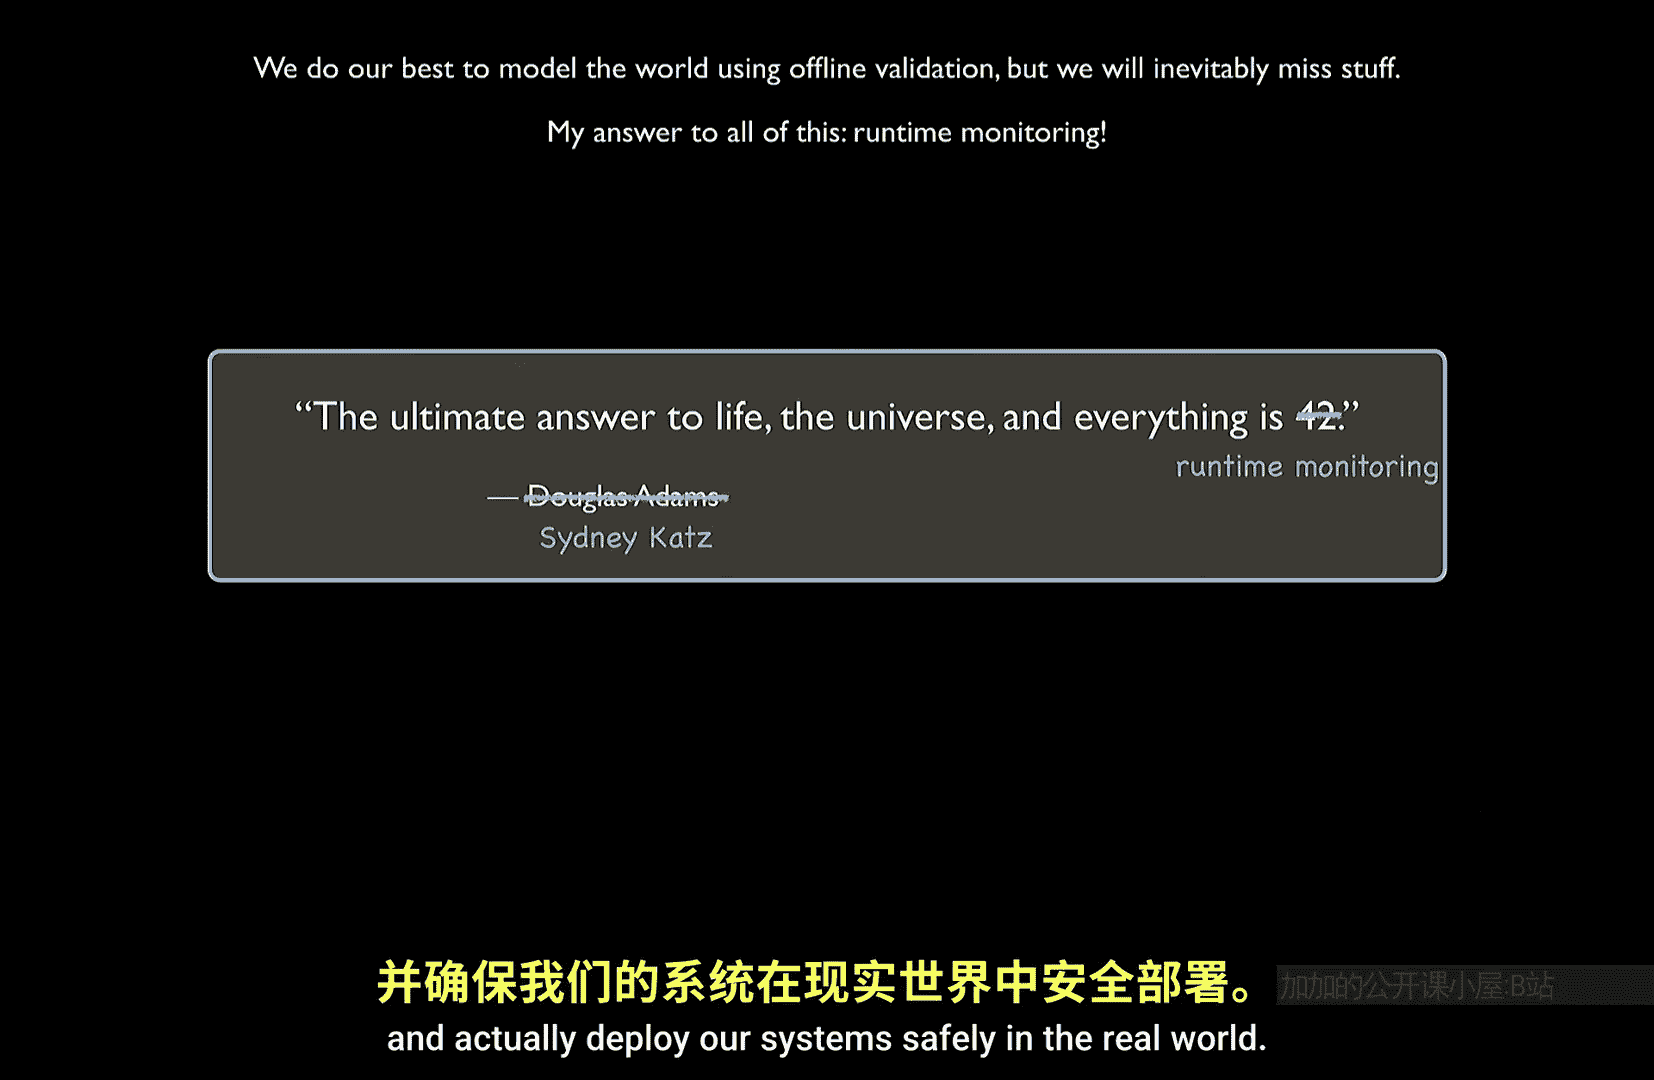 We do our best to model the world using offline validation, but we will inevitably miss stuff.
My answer to all of this: runtime monitoring!
“The ultimate answer to life, the universe, and everything is 42.”
runtime monitoring
— Douglas Adams
Sydney Katz
并确保我们的系统在现实世界中安全部署。
加加的公开课小屋:B站
and actually deploy our systems safely in the real world.